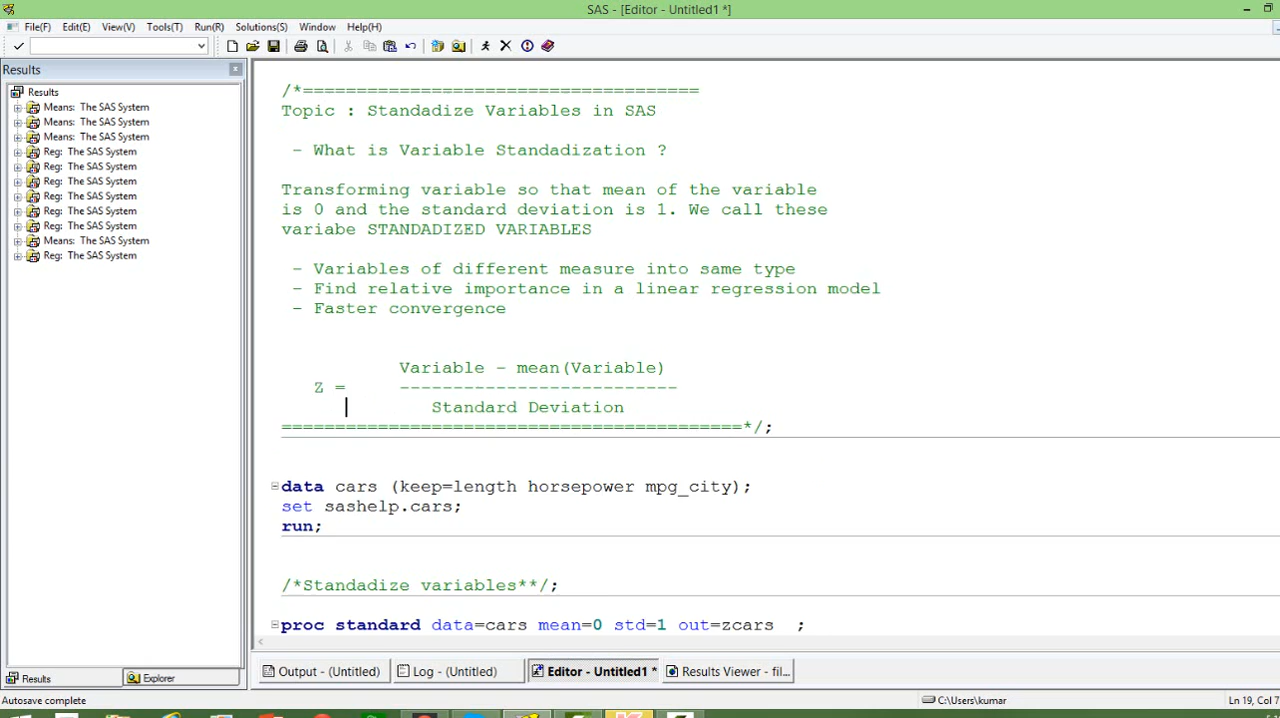 SAS - [Editor - Untitled1 *]
File(F) Edit(E) View(V) Tools(T) Run(R) Solutions(S) Window Help(H)
Results
Results
Means: The SAS System
Means: The SAS System
Means: The SAS System
Reg: The SAS System
Reg: The SAS System
Reg: The SAS System
Reg: The SAS System
Reg: The SAS System
Reg: The SAS System
Means: The SAS System
Reg: The SAS System
/*=====================================
Topic : Standadize Variables in SAS
- What is Variable Standadization ?
Transforming variable so that mean of the variable
is 0 and the standard deviation is 1. We call these
variabe STANDADIZED VARIABLES
- Variables of different measure into same type
- Find relative importance in a linear regression model
- Faster convergence
Variable - mean(Variable)
Z = --------------------------
Standard Deviation
===========================================*/;
data cars (keep=length horsepower mpg_city);
set sashelp.cars;
run;
/*Standadize variables**/;
proc standard data=cars mean=0 std=1 out=zcars ;
Results Explorer
Output - (Untitled) Log - (Untitled) Editor - Untitled1 * Results Viewer - fil...
Autosave complete C:\Users\kumar Ln 19, Col 7